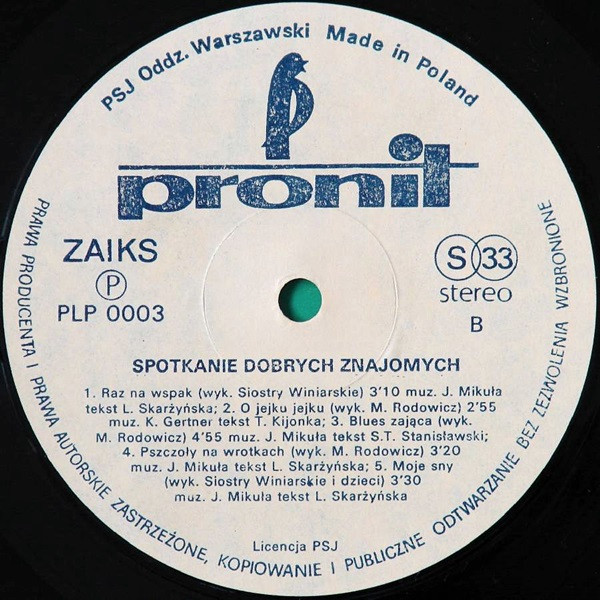 PSJ Oddz. Warszawski Made in Poland
pronit
ZAIKS
P
PLP 0003
S 33
stereo
B
SPOTKANIE DOBRYCH ZNAJOMYCH
1. Raz na wspak (wyk. Siostry Winiarskie) 3'10 muz. J. Mikuła
tekst L. Skarżyńska; 2. O jejku jejku (wyk. M. Rodowicz) 2'55
muz. K. Gertner tekst T. Kijonka; 3. Blues zająca (wyk.
M. Rodowicz) 4'55 muz. J. Mikuła tekst S.T. Stanisławski;
4. Pszczoły na wrotkach (wyk. M. Rodowicz) 3'20
muz. J. Mikuła tekst L. Skarżyńska; 5. Moje sny
(wyk. Siostry Winiarskie i dzieci) 3'30
muz. J. Mikuła tekst L. Skarżyńska
Licencja PSJ
PRAWA PRODUCENTA I PRAWA AUTORSKIE ZASTRZEŻONE, KOPIOWANIE I PUBLICZNE ODTWARZANIE BEZ ZEZWOLENIA WZBRONIONE